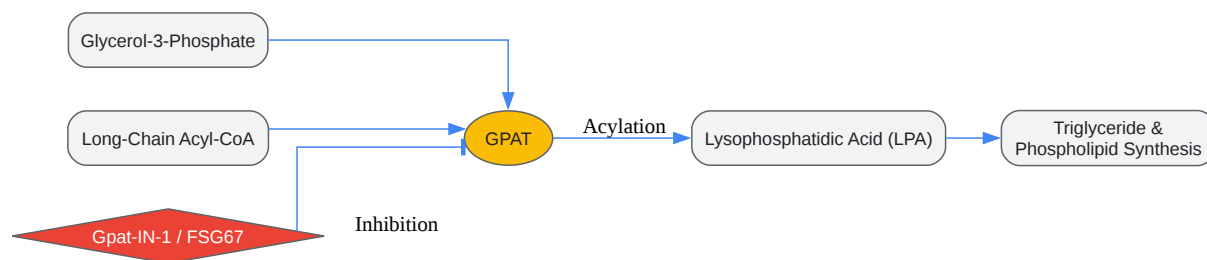 Glycerol-3-Phosphate
Long-Chain Acyl-CoA
GPAT
Acylation
Lysophosphatidic Acid (LPA)
Triglyceride &
Phospholipid Synthesis
Gpat-IN-1 / FSG67
Inhibition